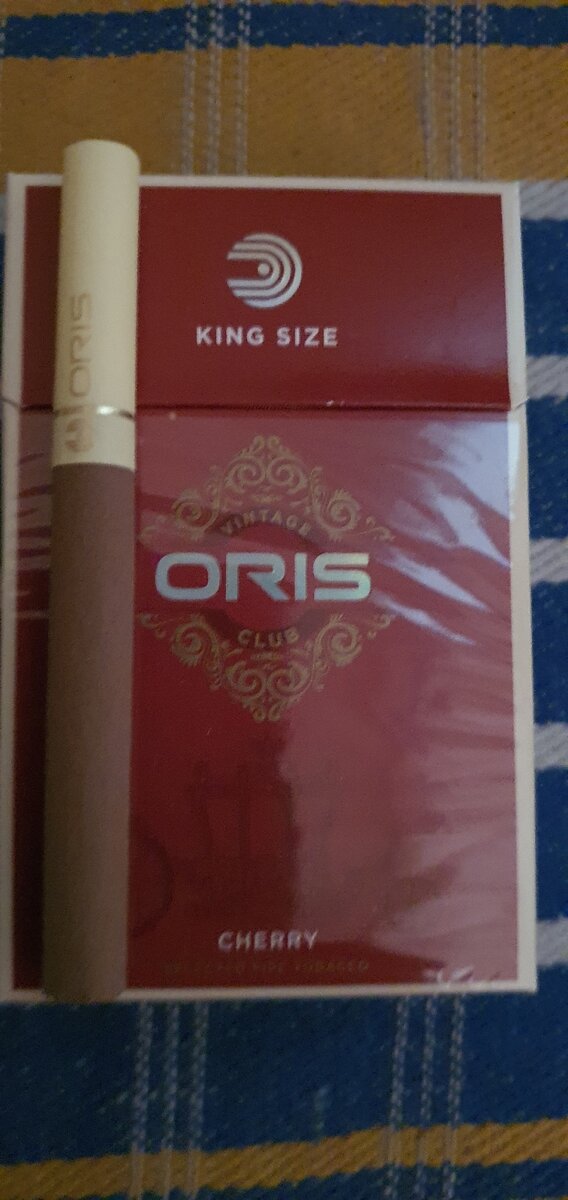 KING SIZE
ORIS
VINTAGE
ORIS
CLUB
CHERRY